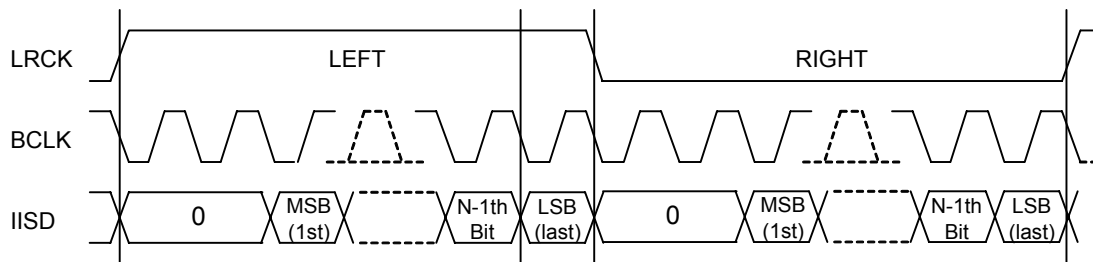 LRCK
LEFT
RIGHT
BCLK
IISD
0
MSB
(1st)
N-1th
Bit
LSB
(last)
0
MSB
(1st)
N-1th
Bit
LSB
(last)